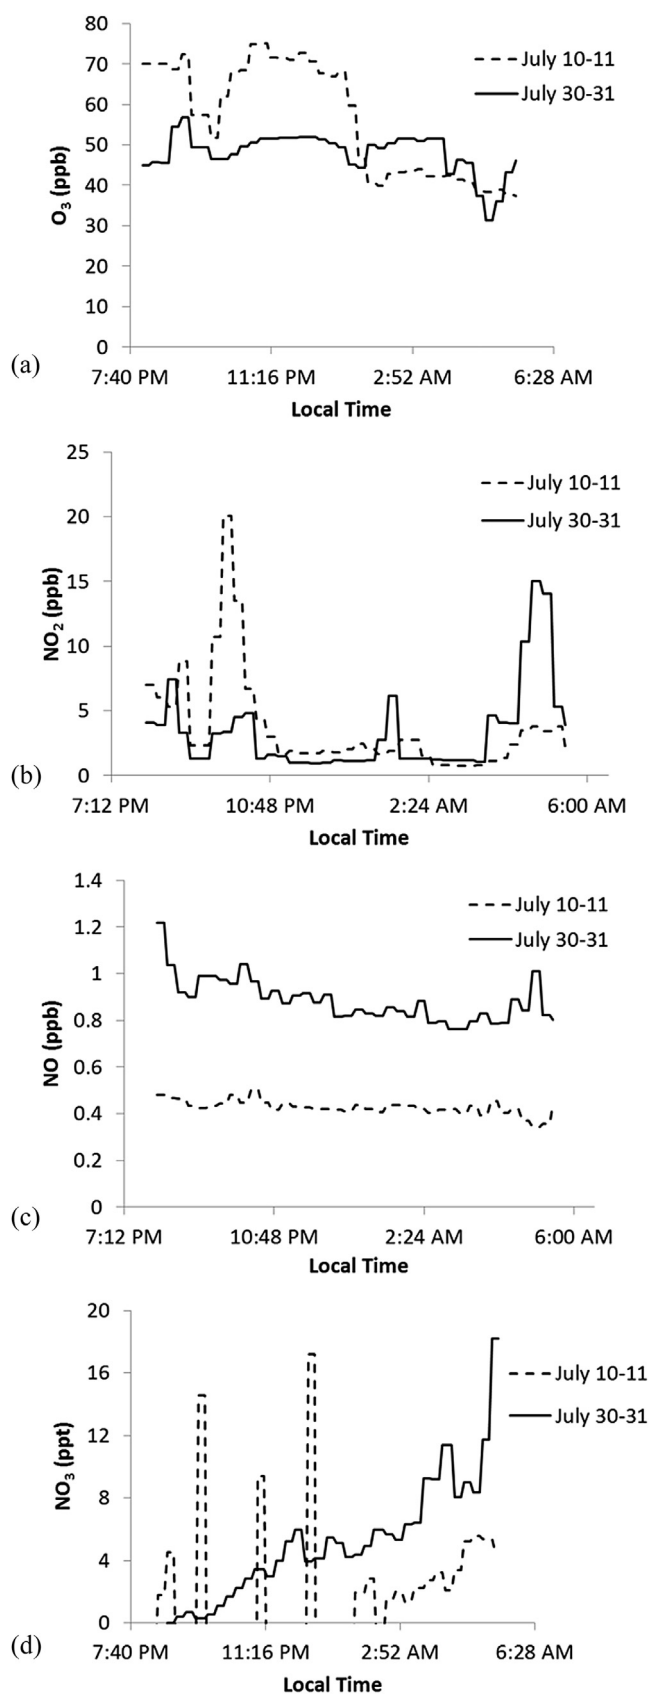 80
70
60
50
40
30
20
10
0
O3 (ppb)
July 10-11
July 30-31
(a)
7:40 PM 11:16 PM 2:52 AM 6:28 AM
Local Time
25
20
15
10
5
0
NO2 (ppb)
July 10-11
July 30-31
(b)
7:12 PM 10:48 PM 2:24 AM 6:00 AM
Local Time
1.4
1.2
1
0.8
0.6
0.4
0.2
0
NO (ppb)
July 10-11
July 30-31
(c)
7:12 PM 10:48 PM 2:24 AM 6:00 AM
Local Time
20
16
12
8
4
0
NO3 (ppt)
July 10-11
July 30-31
(d)
7:40 PM 11:16 PM 2:52 AM 6:28 AM
Local Time